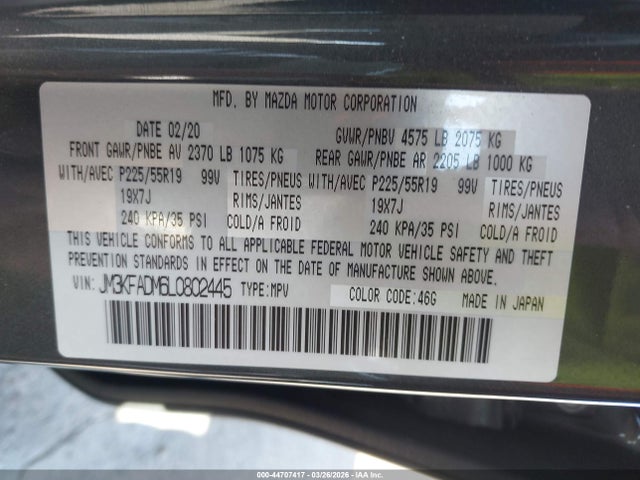 MFD. BY MAZDA MOTOR CORPORATION
DATE 02/20 GVWR/PNBV 4575 LB 2075 KG
FRONT GAWR/PNBE AV 2370 LB 1075 KG REAR GAWR/PNBE AR 2205 LB 1000 KG
WITH/AVEC P225/55R19 99V TIRES/PNEUS WITH/AVEC P225/55R19 99V TIRES/PNEUS
19X7J RIMS/JANTES 19X7J RIMS/JANTES
240 KPA/35 PSI COLD/A FROID 240 KPA/35 PSI COLD/A FROID
THIS VEHICLE CONFORMS TO ALL APPLICABLE FEDERAL MOTOR VEHICLE SAFETY AND THEFT
PREVENTION STANDARDS IN EFFECT ON THE DATE OF MANUFACTURE SHOWN ABOVE.
VIN: JM3KFADM6L0802445 TYPE: MPV COLOR CODE: 46G MADE IN JAPAN
000-44707417 03/26/2026 IAA Inc.